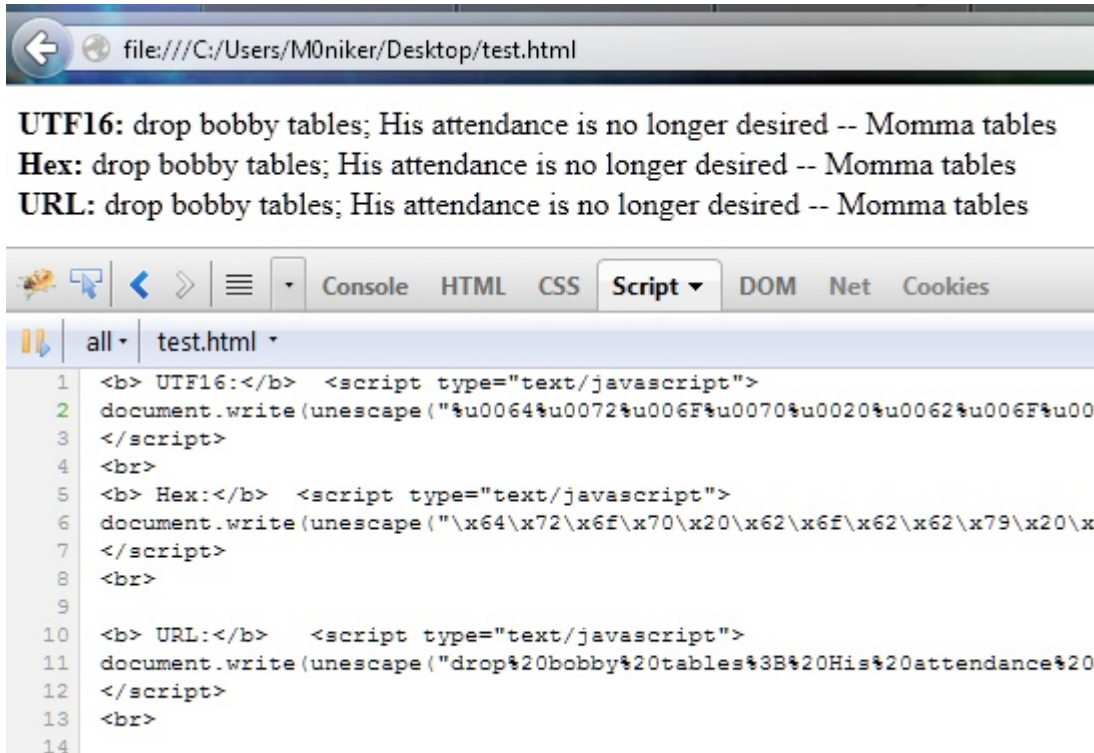 file:///C:/Users/M0niker/Desktop/test.html
UTF16: drop bobby tables; His attendance is no longer desired -- Momma tables
Hex: drop bobby tables; His attendance is no longer desired -- Momma tables
URL: drop bobby tables; His attendance is no longer desired -- Momma tables
Console HTML CSS Script DOM Net Cookies
all test.html
1 <b> UTF16:</b>  <script type="text/javascript">
2 document.write(unescape("%u0064%u0072%u006F%u0070%u0020%u0062%u006F%u00
3 </script>
4 <br>
5 <b> Hex:</b>  <script type="text/javascript">
6 document.write(unescape("\x64\x72\x6f\x70\x20\x62\x6f\x62\x62\x79\x20\x
7 </script>
8 <br>
9
10 <b> URL:</b>   <script type="text/javascript">
11 document.write(unescape("drop%20bobby%20tables%3B%20His%20attendance%20
12 </script>
13 <br>
14